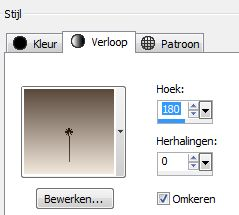 Stijl
Kleur Verloop Patroon
Hoek:
180
Herhalingen:
0
Bewerken... Omkeren